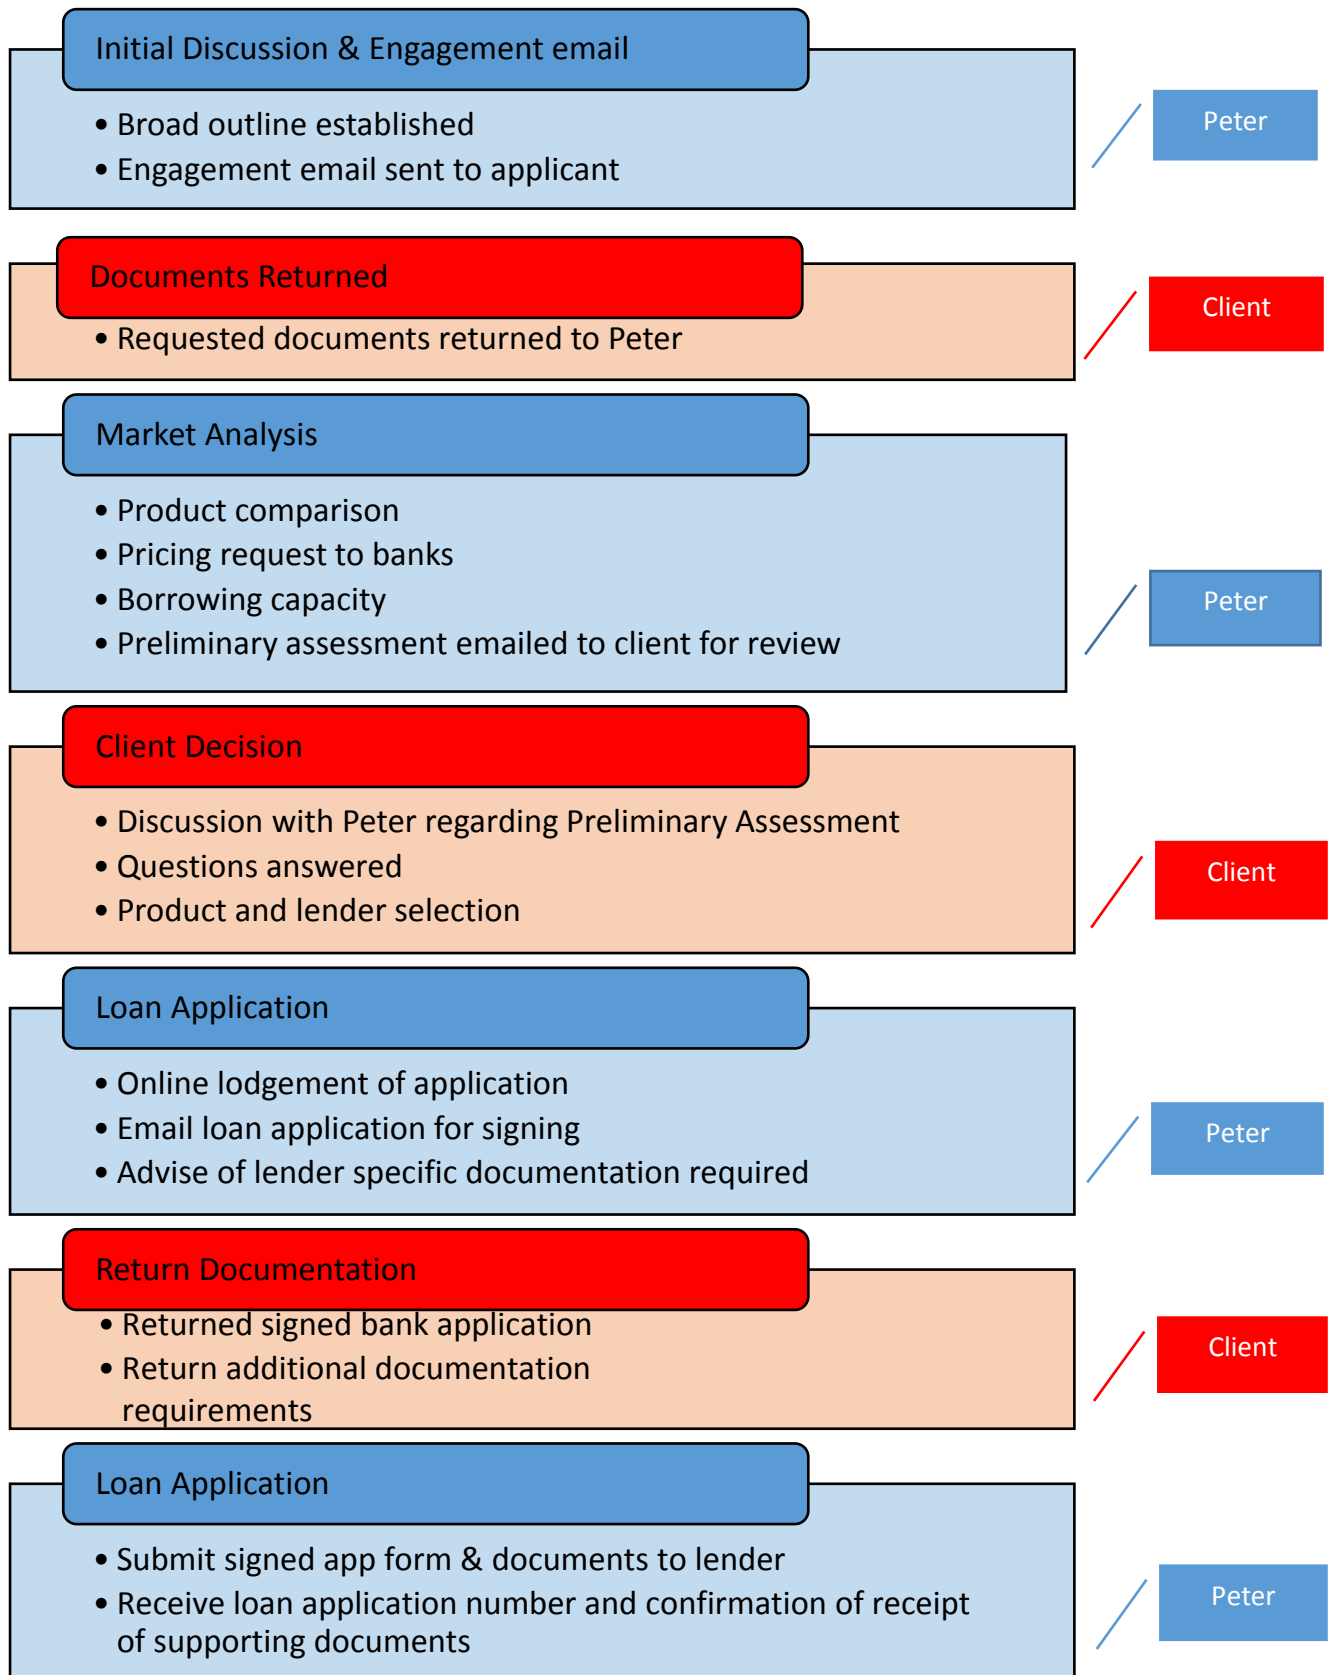 Initial Discussion & Engagement email
• Broad outline established
• Engagement email sent to applicant
Peter
Documents Returned
• Requested documents returned to Peter
Client
Market Analysis
• Product comparison
• Pricing request to banks
• Borrowing capacity
• Preliminary assessment emailed to client for review
Peter
Client Decision
• Discussion with Peter regarding Preliminary Assessment
• Questions answered
• Product and lender selection
Client
Loan Application
• Online lodgement of application
• Email loan application for signing
• Advise of lender specific documentation required
Peter
Return Documentation
• Returned signed bank application
• Return additional documentation
requirements
Client
Loan Application
• Submit signed app form & documents to lender
• Receive loan application number and confirmation of receipt
of supporting documents
Peter